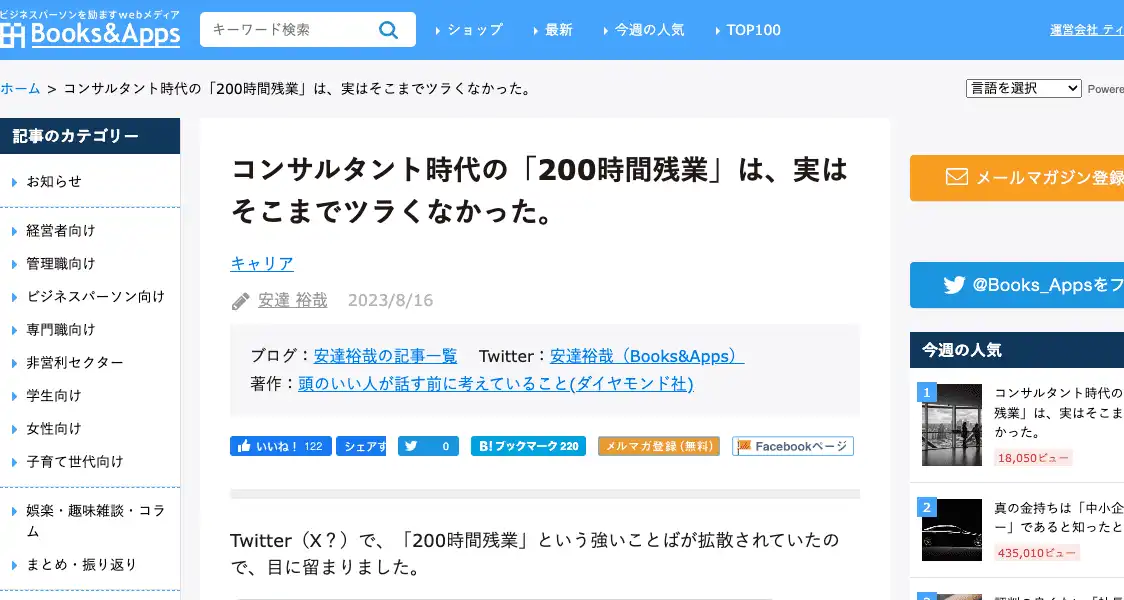 ビジネスパーソンを励ますwebメディア
Books&Apps
キーワード検索
ショップ
最新
今週の人気
TOP100
運営会社 ティ
ホーム > コンサルタント時代の「200時間残業」は、実はそこまでツラくなかった。
言語を選択
Powere
記事のカテゴリー
お知らせ
経営者向け
管理職向け
ビジネスパーソン向け
専門職向け
非営利セクター
学生向け
女性向け
子育て世代向け
娯楽・趣味雑談・コラ
ム
まとめ・振り返り
コンサルタント時代の「200時間残業」は、実は
そこまでツラくなかった。
キャリア
安達 裕哉 2023/8/16
ブログ：安達裕哉の記事一覧 Twitter：安達裕哉（Books&Apps）
著作：頭のいい人が話す前に考えていること(ダイヤモンド社)
いいね！ 122
シェアす
0
B!ブックマーク 220
メルマガ登録 (無料)
Facebookページ
Twitter（X？）で、「200時間残業」という強いことばが拡散されていたの
で、目に留まりました。
メールマガジン登録
@Books_Appsをフ
今週の人気
1
コンサルタント時代の
残業」は、実はそこま
かった。
18,050ビュー
2
真の金持ちは「中小企
ー」であると知ったと
435,010ビュー